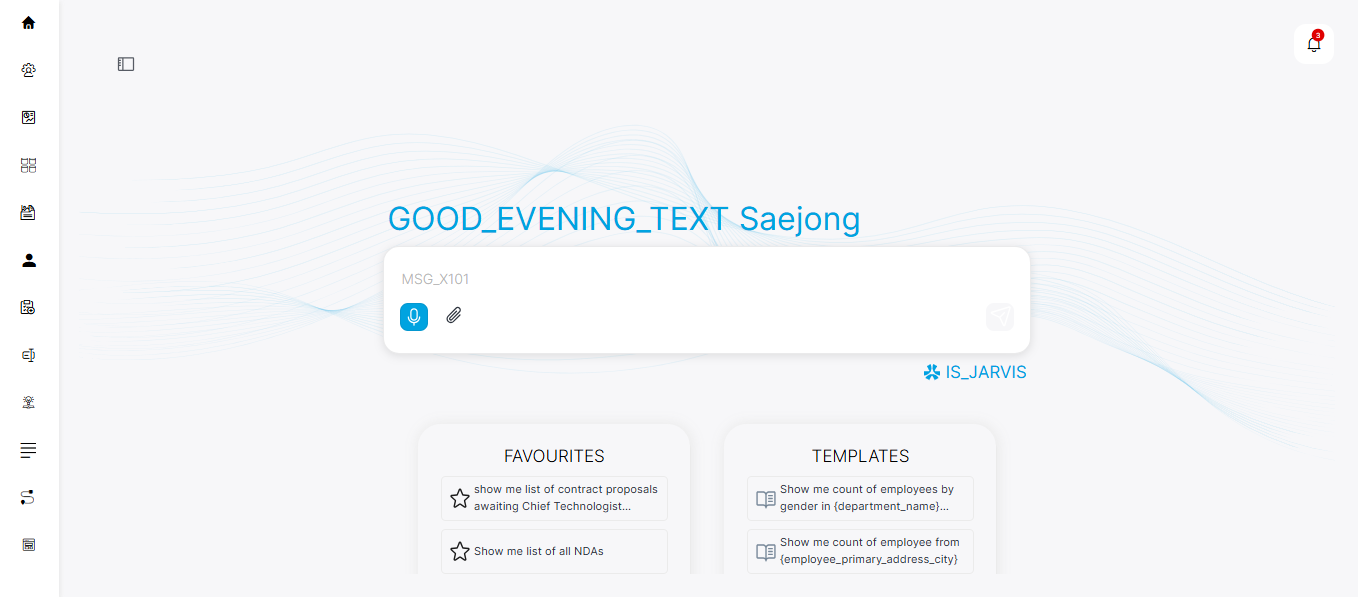 3
GOOD_EVENING_TEXT Saejong
MSG_X101
IS_JARVIS
FAVOURITES
show me list of contract proposals
awaiting Chief Technologist...
Show me list of all NDAs
TEMPLATES
Show me count of employees by
gender in {department_name}...
Show me count of employee from
{employee_primary_address_city}